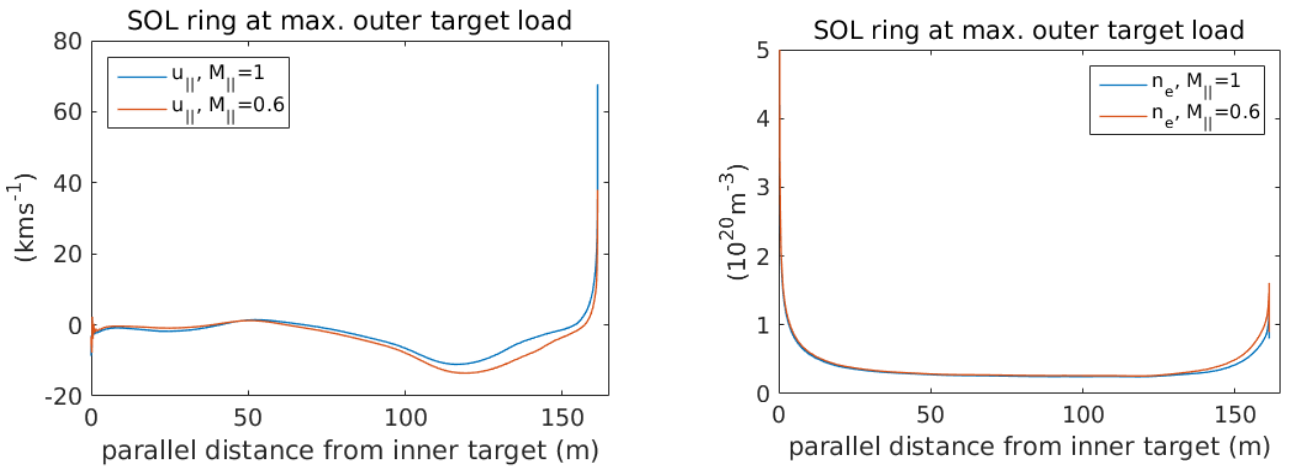 SOL ring at max. outer target load
80
60
40
20
0
-20
(kms⁻¹)
u||, M||=1
u||, M||=0.6
0 50 100 150
parallel distance from inner target (m)
SOL ring at max. outer target load
5
4
3
2
1
0
(10²⁰m⁻³)
nₑ, M||=1
nₑ, M||=0.6
0 50 100 150
parallel distance from inner target (m)